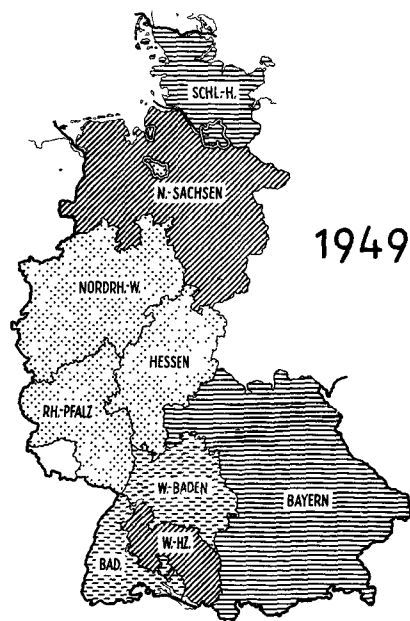 SCHL.-H.
N.-SACHSEN
1949
NORDRH.-W.
HESSEN
RH.-PFALZ
W.-BADEN
BAYERN
W.-HZ.
BAD.